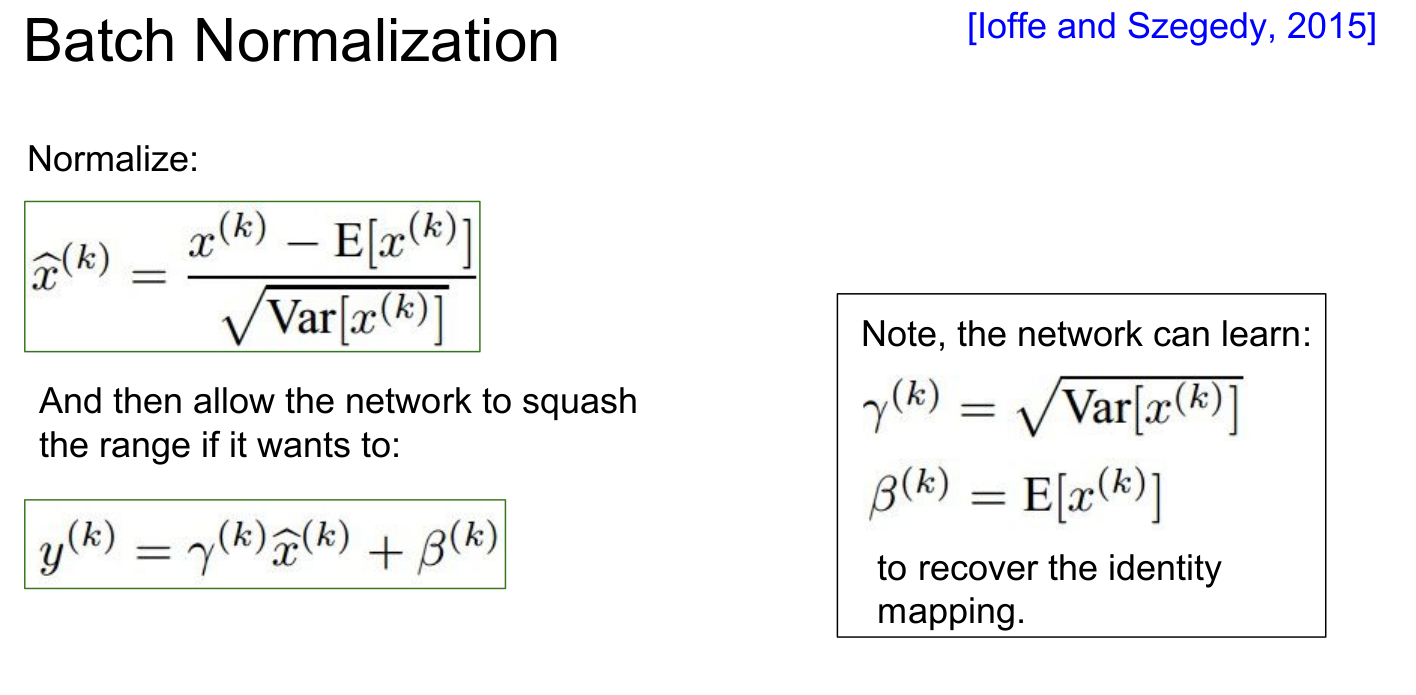 Batch Normalization
[Ioffe and Szegedy, 2015]
Normalize:
x̂^(k) = (x^(k) − E[x^(k)]) / √Var[x^(k)]
And then allow the network to squash
the range if it wants to:
y^(k) = γ^(k) x̂^(k) + β^(k)
Note, the network can learn:
γ^(k) = √Var[x^(k)]
β^(k) = E[x^(k)]
to recover the identity
mapping.